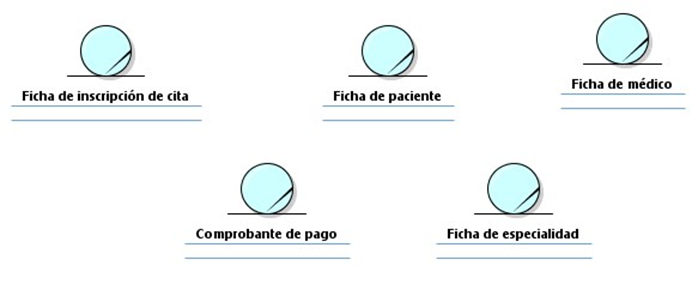 Ficha de inscripción de cita
Ficha de paciente
Ficha de médico
Comprobante de pago
Ficha de especialidad